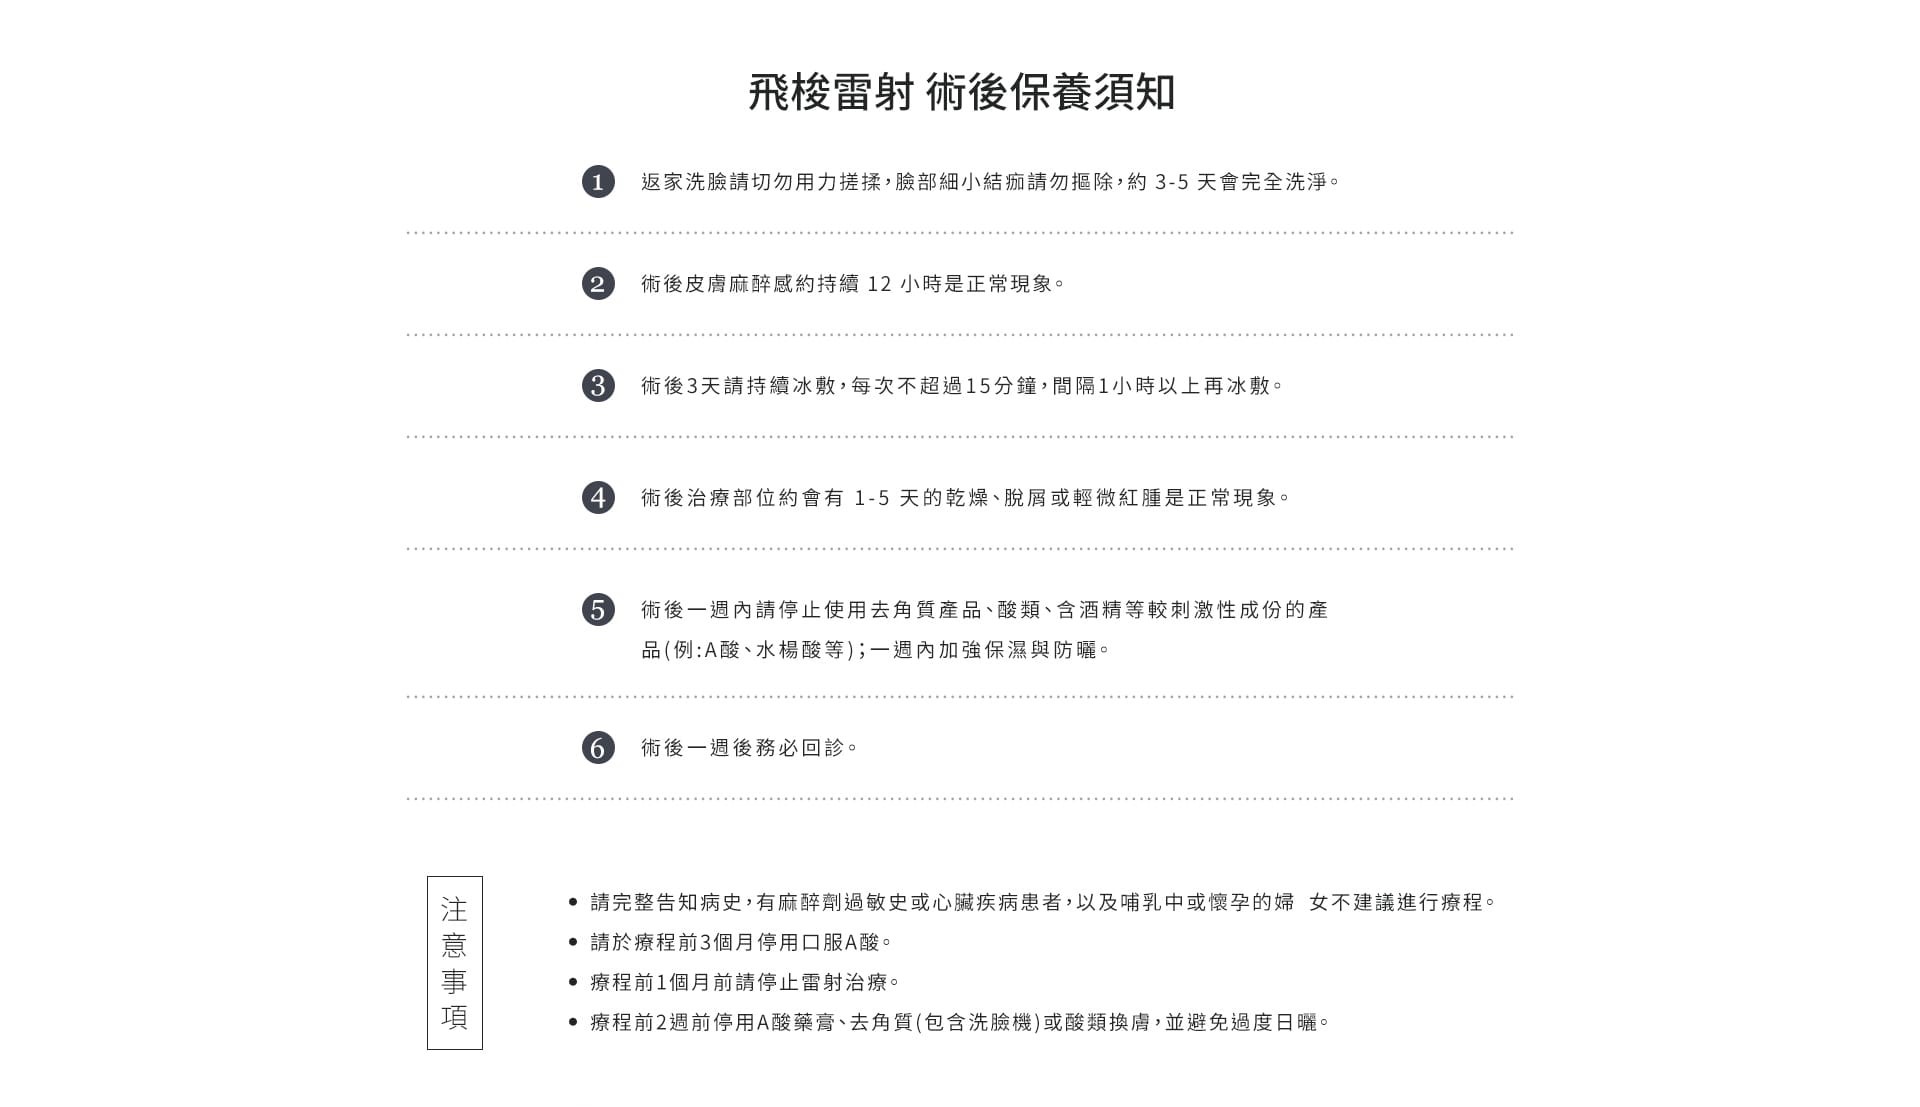 飛梭雷射 術後保養須知
1 返家洗臉請切勿用力搓揉，臉部細小結痂請勿摳除，約 3-5 天會完全洗淨。
2 術後皮膚麻醉感約持續 12 小時是正常現象。
3 術後3天請持續冰敷，每次不超過15分鐘，間隔1小時以上再冰敷。
4 術後治療部位約會有 1-5 天的乾燥、脫屑或輕微紅腫是正常現象。
5 術後一週內請停止使用去角質產品、酸類、含酒精等較刺激性成份的產
品(例:A酸、水楊酸等)；一週內加強保濕與防曬。
6 術後一週後務必回診。
注意事項
• 請完整告知病史，有麻醉劑過敏史或心臟疾病患者，以及哺乳中或懷孕的婦 女不建議進行療程。
• 請於療程前3個月停用口服A酸。
• 療程前1個月前請停止雷射治療。
• 療程前2週前停用A酸藥膏、去角質(包含洗臉機)或酸類換膚，並避免過度日曬。